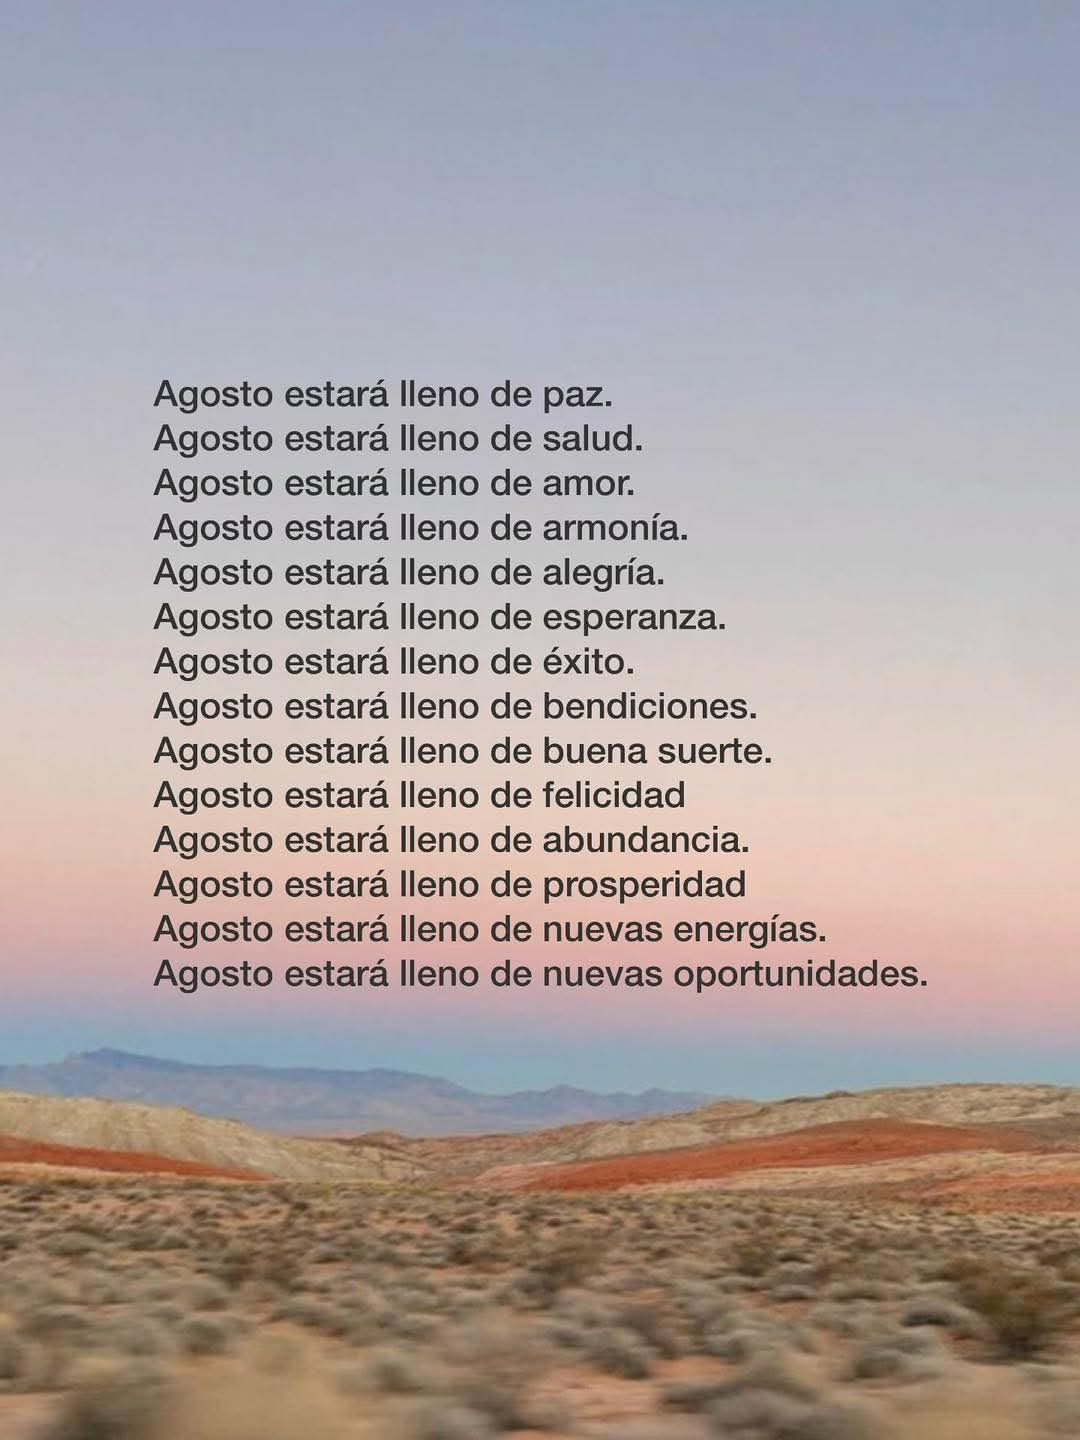 Agosto estará lleno de paz.
Agosto estará lleno de salud.
Agosto estará lleno de amor.
Agosto estará lleno de armonía.
Agosto estará lleno de alegría.
Agosto estará lleno de esperanza.
Agosto estará lleno de éxito.
Agosto estará lleno de bendiciones.
Agosto estará lleno de buena suerte.
Agosto estará lleno de felicidad
Agosto estará lleno de abundancia.
Agosto estará lleno de prosperidad
Agosto estará lleno de nuevas energías.
Agosto estará lleno de nuevas oportunidades.